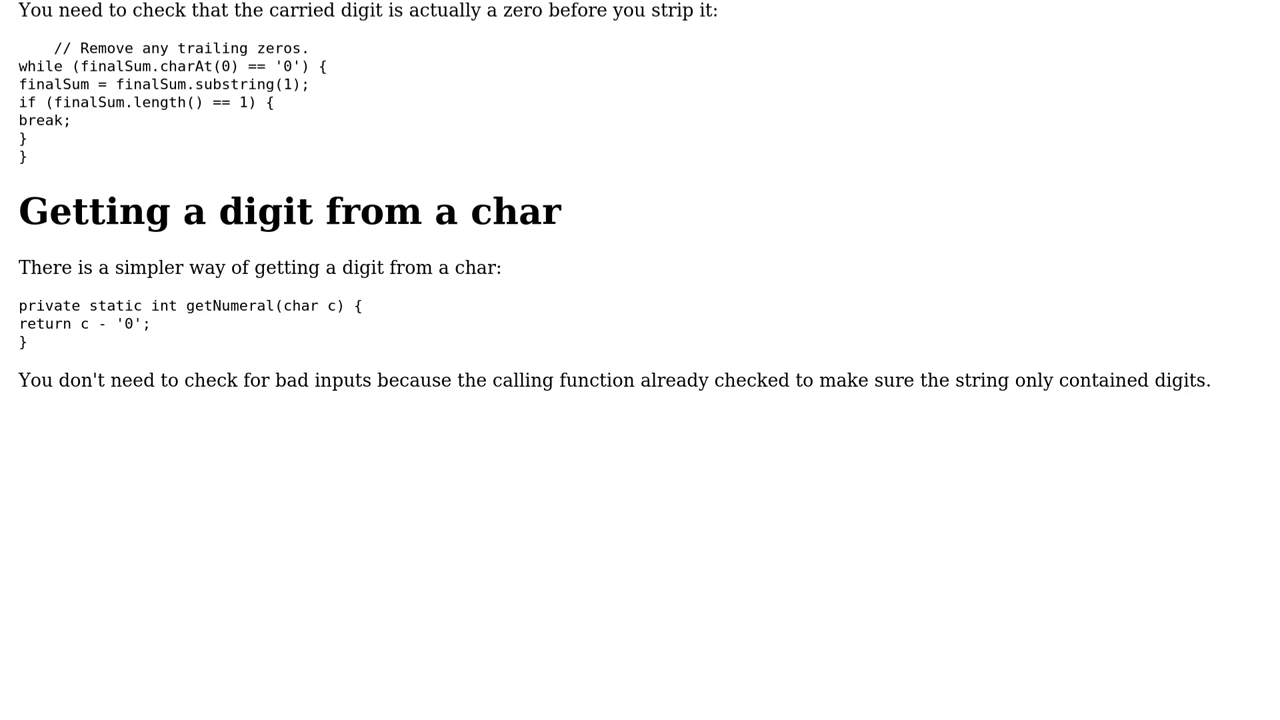 You need to check that the carried digit is actually a zero before you strip it:
    // Remove any trailing zeros.
while (finalSum.charAt(0) == '0') {
finalSum = finalSum.substring(1);
if (finalSum.length() == 1) {
break;
}
}
Getting a digit from a char
There is a simpler way of getting a digit from a char:
private static int getNumeral(char c) {
return c - '0';
}
You don't need to check for bad inputs because the calling function already checked to make sure the string only contained digits.